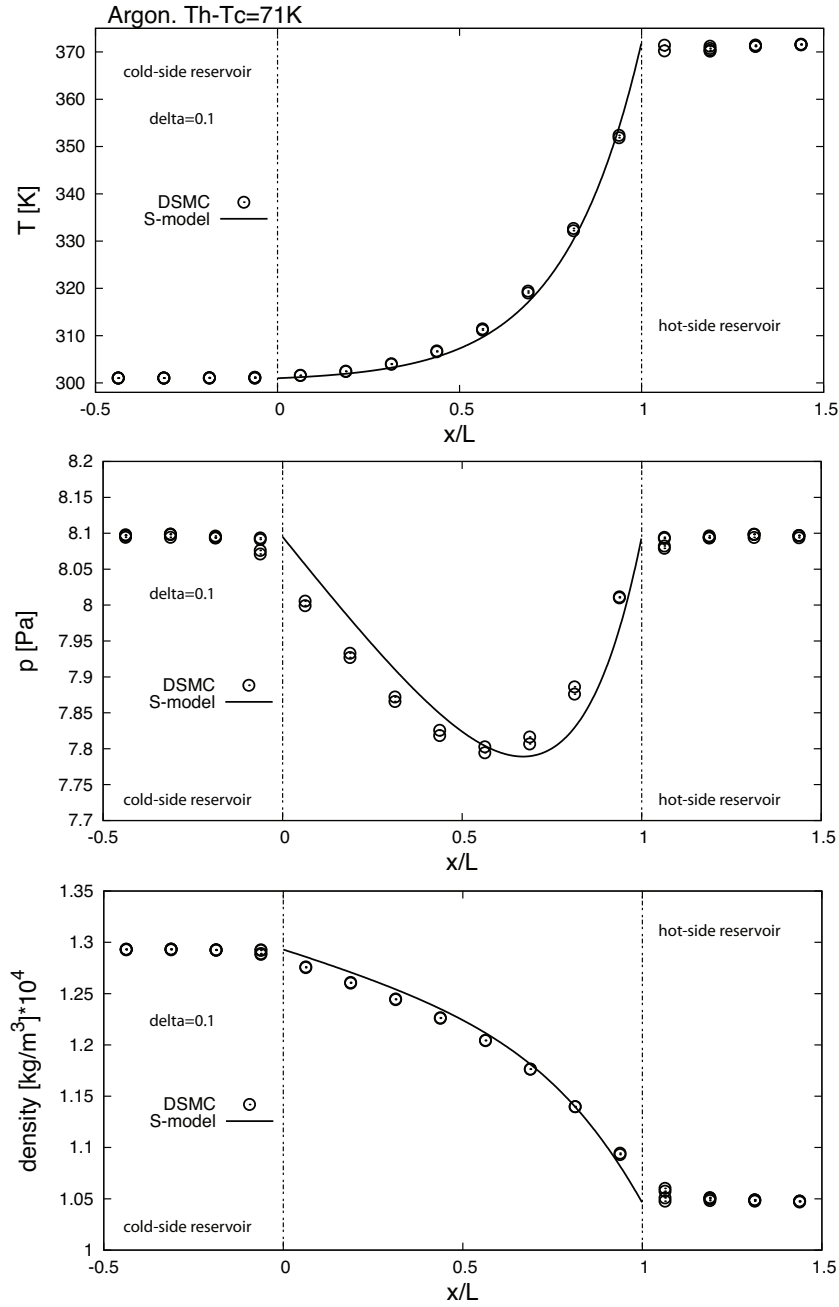 Argon. Th-Tc=71K
370
360
350
340
330
320
310
300
T [K]
cold-side reservoir
delta=0.1
DSMC
S-model
hot-side reservoir
-0.5
0
0.5
1
1.5
x/L
8.2
8.15
8.1
8.05
8
7.95
7.9
7.85
7.8
7.75
7.7
p [Pa]
delta=0.1
DSMC
S-model
cold-side reservoir
hot-side reservoir
-0.5
0
0.5
1
1.5
x/L
1.35
1.3
1.25
1.2
1.15
1.1
1.05
1
density [kg/m³]*10⁴
hot-side reservoir
delta=0.1
DSMC
S-model
cold-side reservoir
-0.5
0
0.5
1
1.5
x/L